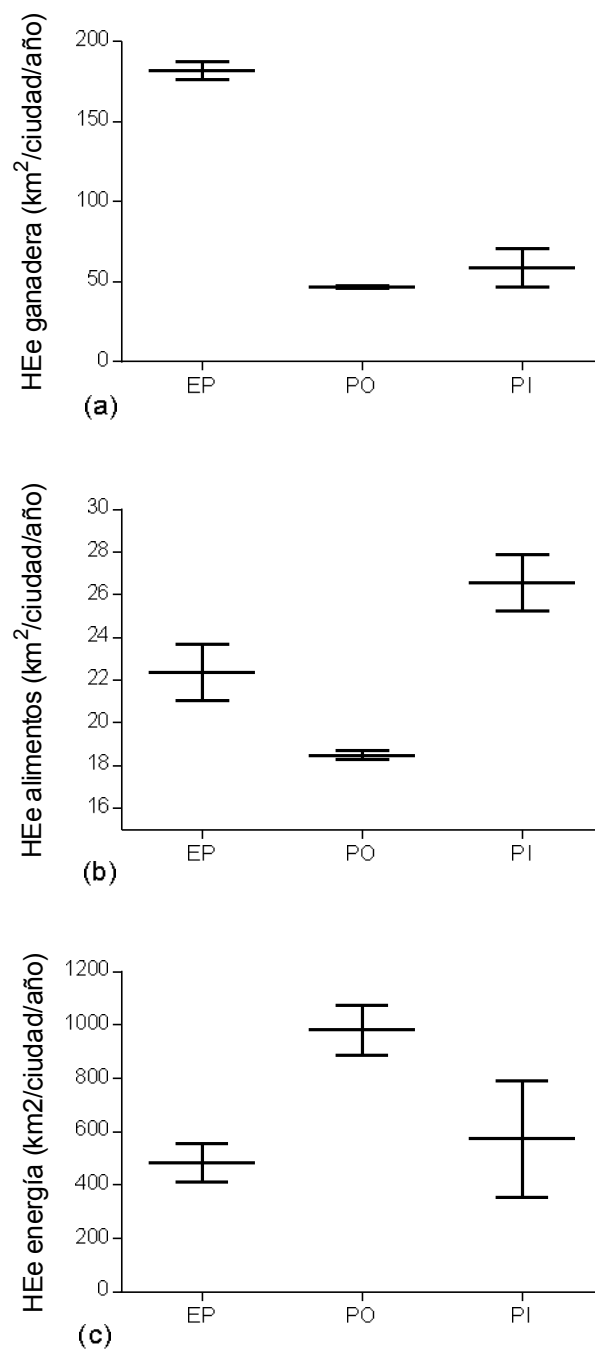 HEe ganadera (km²/ciudad/año)
200
150
100
50
0
EP PO PI
(a)
HEe alimentos (km²/ciudad/año)
30
28
26
24
22
20
18
16
EP PO PI
(b)
HEe energía (km2/ciudad/año)
1200
1000
800
600
400
200
0
EP PO PI
(c)